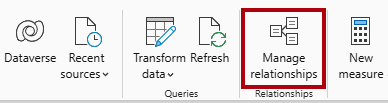 Dataverse
Recent
sources
Transform
data
Refresh
Manage
relationships
New
measure
Queries
Relationships